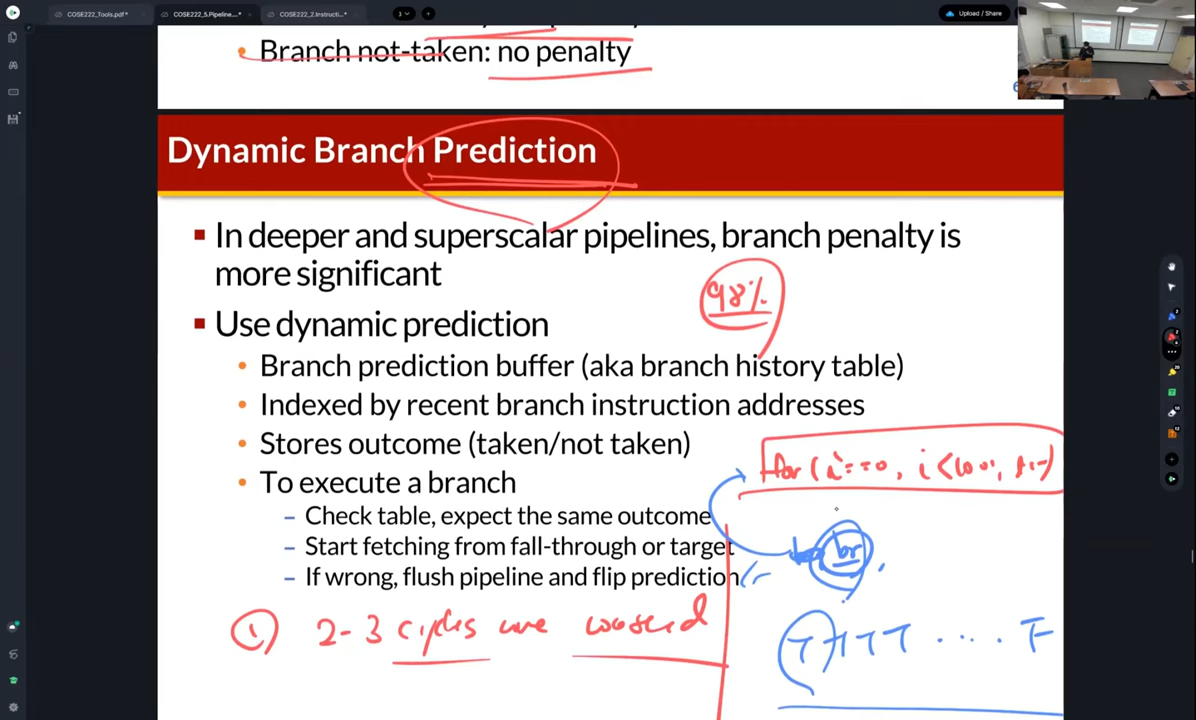 COSE222_Tools.pdf*
COSE222_5.Pipeline....*
COSE222_2.Instructi...*
3
Upload / Share
Branch not-taken: no penalty
Dynamic Branch Prediction
In deeper and superscalar pipelines, branch penalty is
more significant
98%
Use dynamic prediction
Branch prediction buffer (aka branch history table)
Indexed by recent branch instruction addresses
Stores outcome (taken/not taken)
for (i==0, i<100;
To execute a branch
– Check table, expect the same outcome
– Start fetching from fall-through or target
br
– If wrong, flush pipeline and flip prediction
① 2-3 cycles are wasted
T T T T .... F